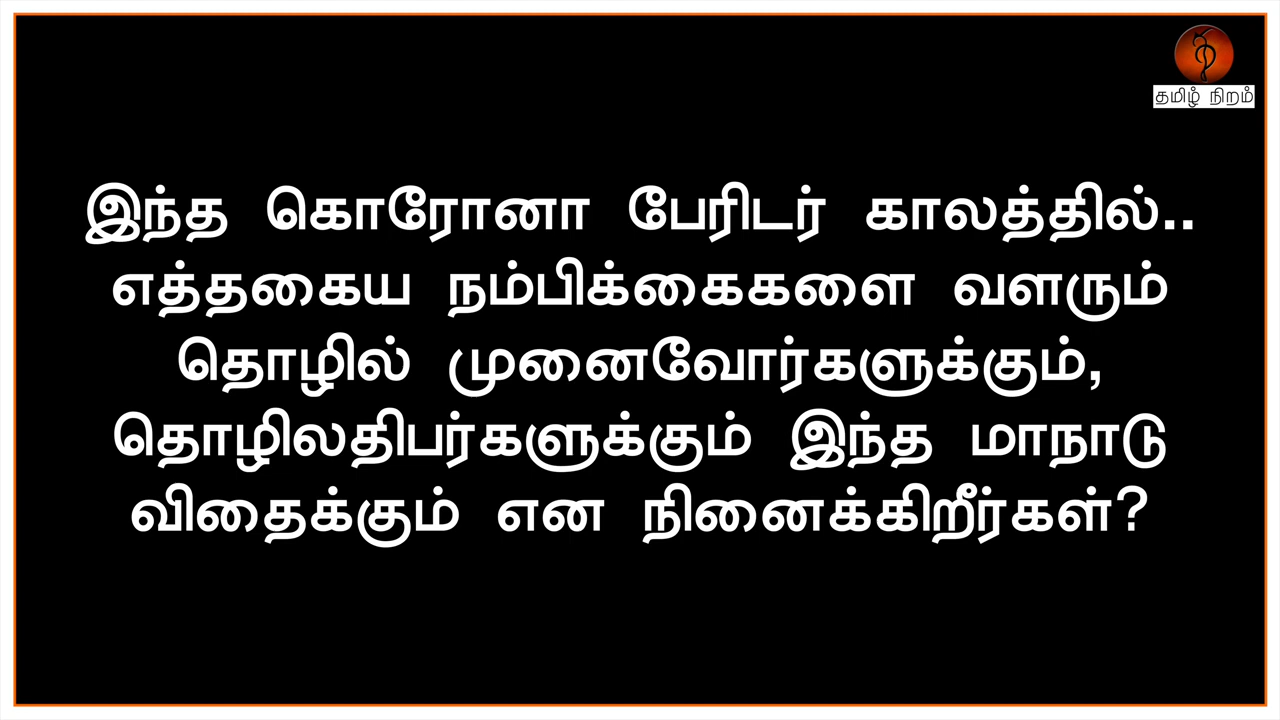 தமிழ் நிறம்
இந்த கொரோனா பேரிடர் காலத்தில்..
எத்தகைய நம்பிக்கைகளை வளரும்
தொழில் முனைவோர்களுக்கும்,
தொழிலதிபர்களுக்கும் இந்த மாநாடு
விதைக்கும் என நினைக்கிறீர்கள்?